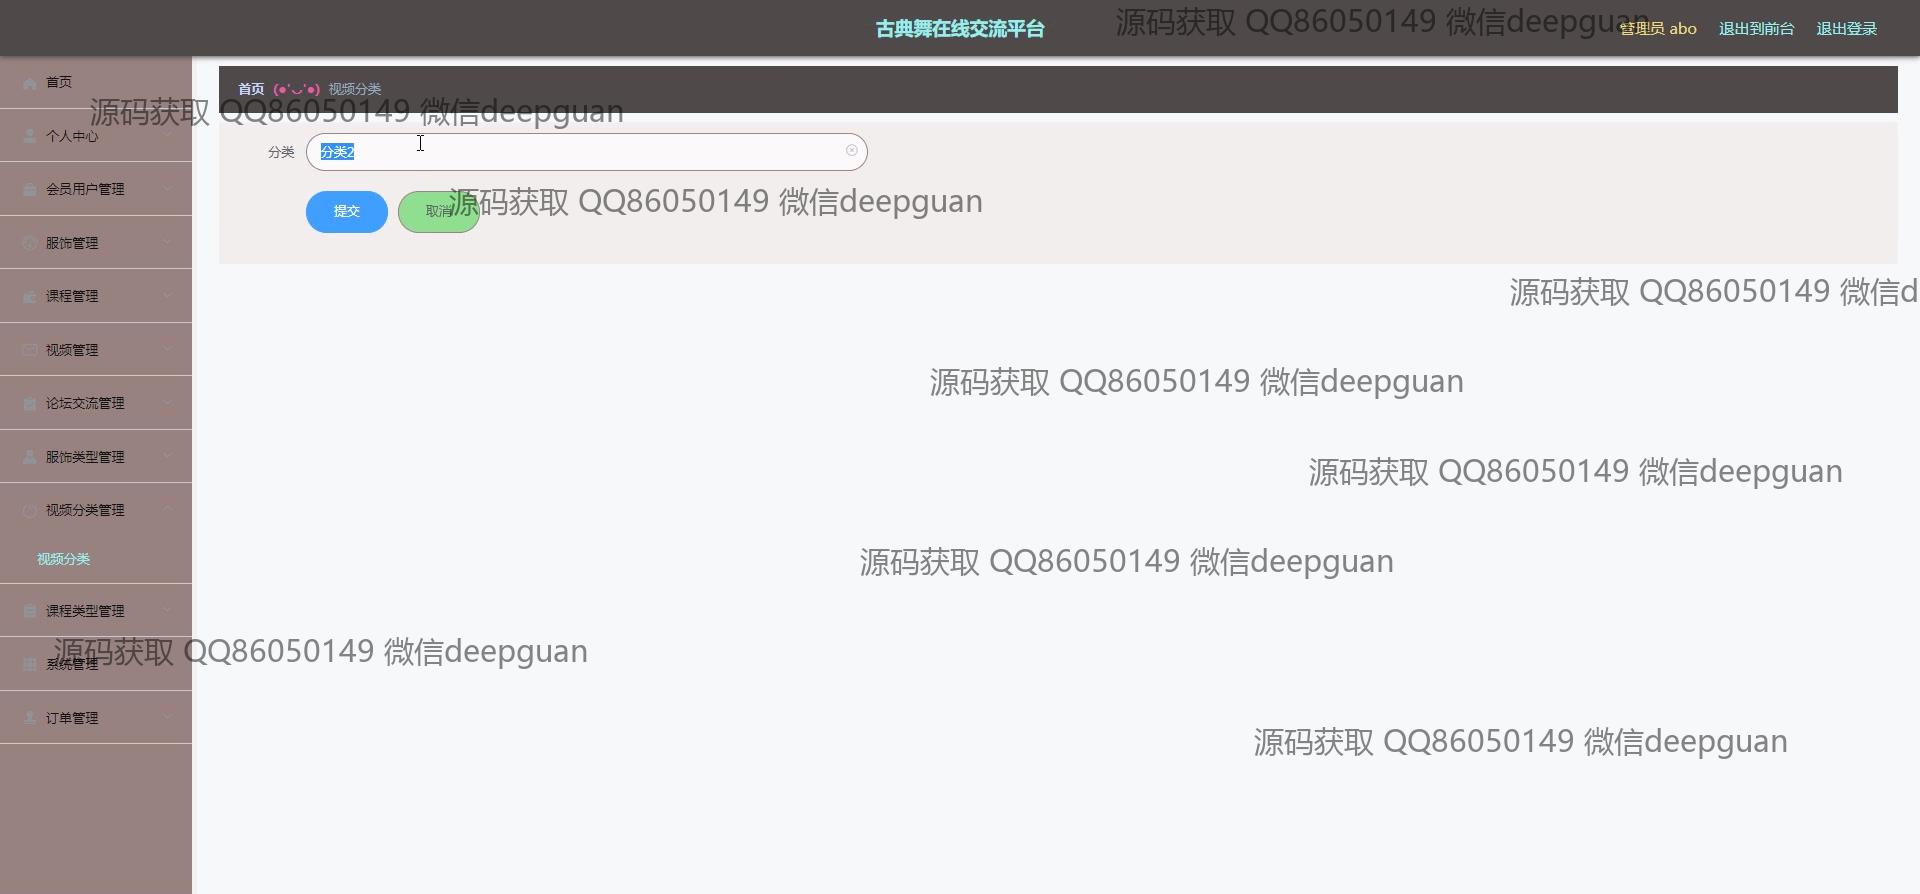 古典舞在线交流平台
源码获取 QQ86050149 微信deepguan
管理员 abo
退出到前台
退出登录
首页
首页 (●'◡'●) 视频分类
源码获取 QQ86050149 微信deepguan
个人中心
分类
分类2
会员用户管理
提交
取消
源码获取 QQ86050149 微信deepguan
服饰管理
课程管理
源码获取 QQ86050149 微信d
视频管理
源码获取 QQ86050149 微信deepguan
论坛交流管理
服饰类型管理
源码获取 QQ86050149 微信deepguan
视频分类管理
视频分类
源码获取 QQ86050149 微信deepguan
课程类型管理
源码获取 QQ86050149 微信deepguan
系统管理
订单管理
源码获取 QQ86050149 微信deepguan